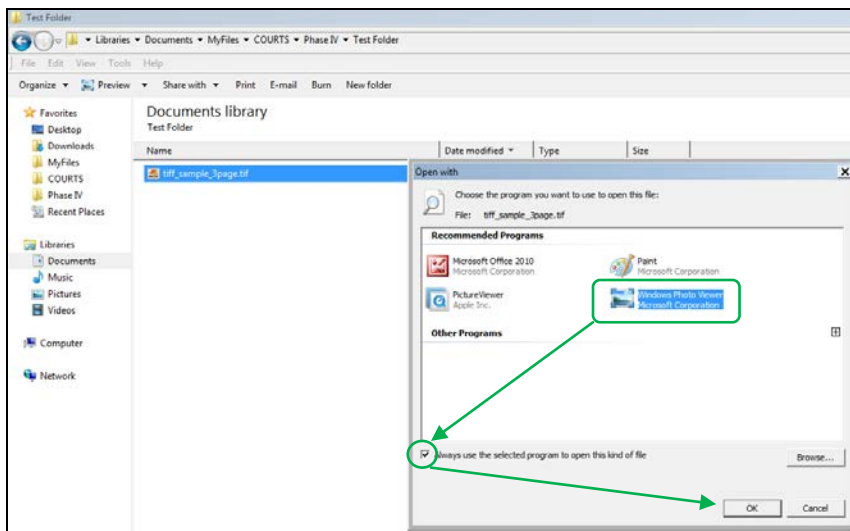 Test Folder
Libraries ▾ Documents ▾ MyFiles ▾ COURTS ▾ Phase IV ▾ Test Folder
File Edit View Tools Help
Organize ▾ Preview ▾ Share with ▾ Print E-mail Burn New folder
Favorites
Desktop
Downloads
MyFiles
COURTS
Phase IV
Recent Places
Libraries
Documents
Music
Pictures
Videos
Computer
Network
Documents library
Test Folder
Name Date modified Type Size
tiff_sample_3page.tif
Open with
Choose the program you want to use to open this file:
File: tiff_sample_3page.tif
Recommended Programs
Microsoft Office 2010
Microsoft Corporation
Paint
Microsoft Corporation
PictureViewer
Apple Inc.
Windows Photo Viewer
Microsoft Corporation
Other Programs
Always use the selected program to open this kind of file
Browse...
OK Cancel